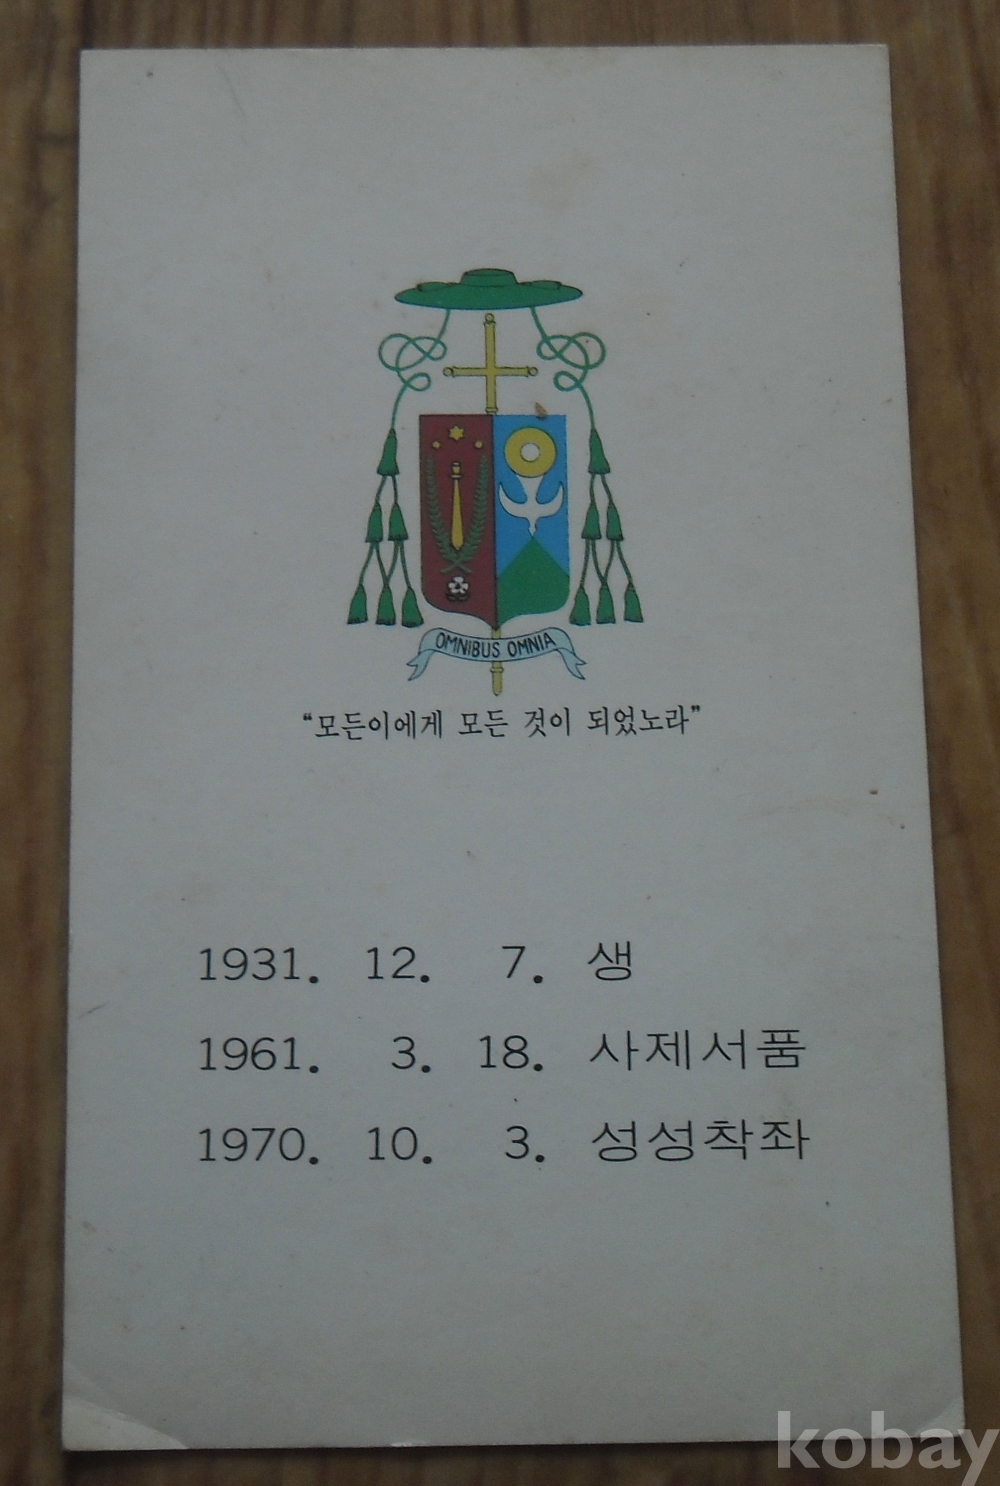 OMNIBUS OMNIA
“모든이에게 모든 것이 되었노라”
1931. 12. 7. 생
1961. 3. 18. 사제서품
1970. 10. 3. 성성착좌
kobay